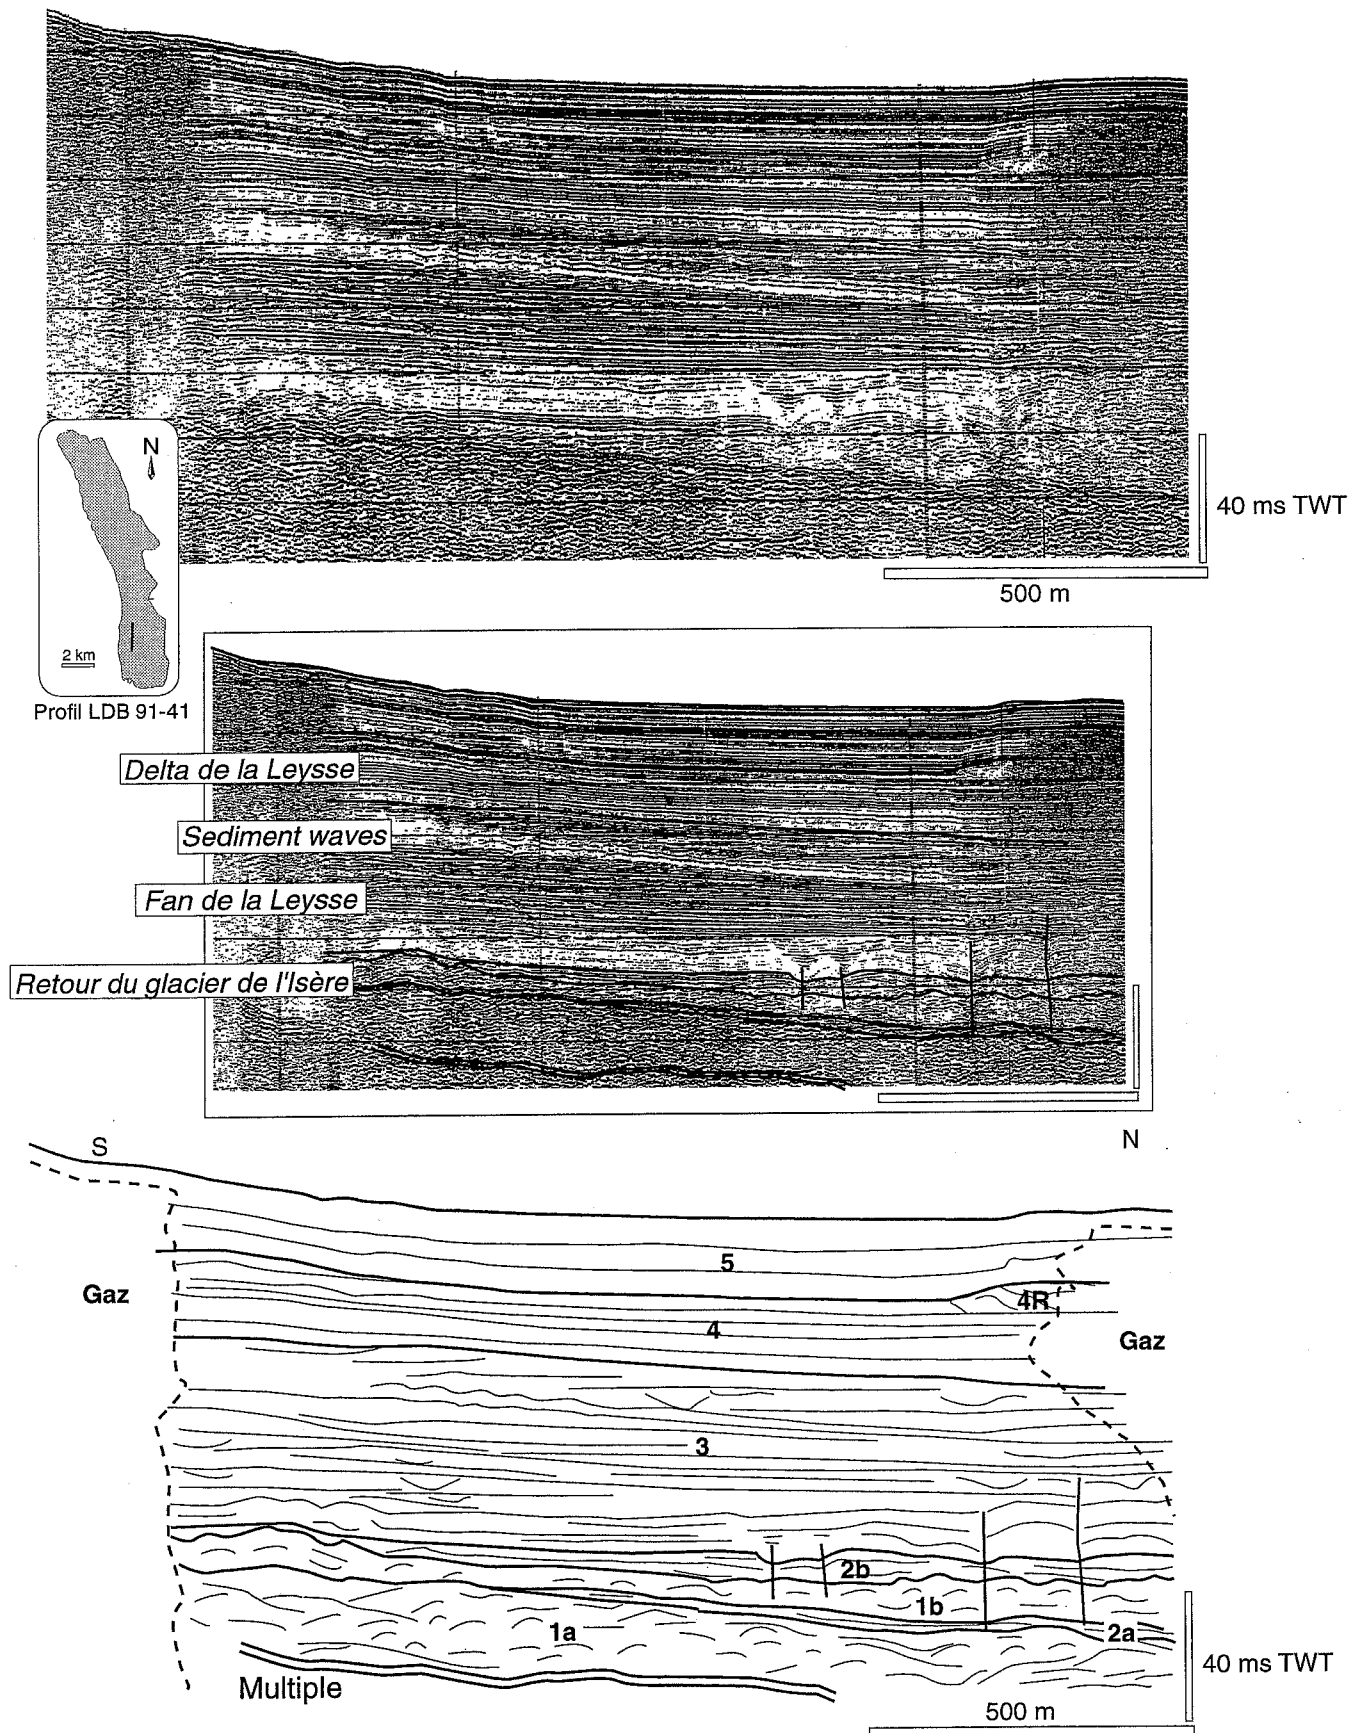 40 ms TWT
500 m
N
2 km
Profil LDB 91-41
Delta de la Leysse
Sediment waves
Fan de la Leysse
Retour du glacier de l'Isère
S
N
5
Gaz
4R
4
Gaz
3
2b
1b
1a
2a
Multiple
40 ms TWT
500 m